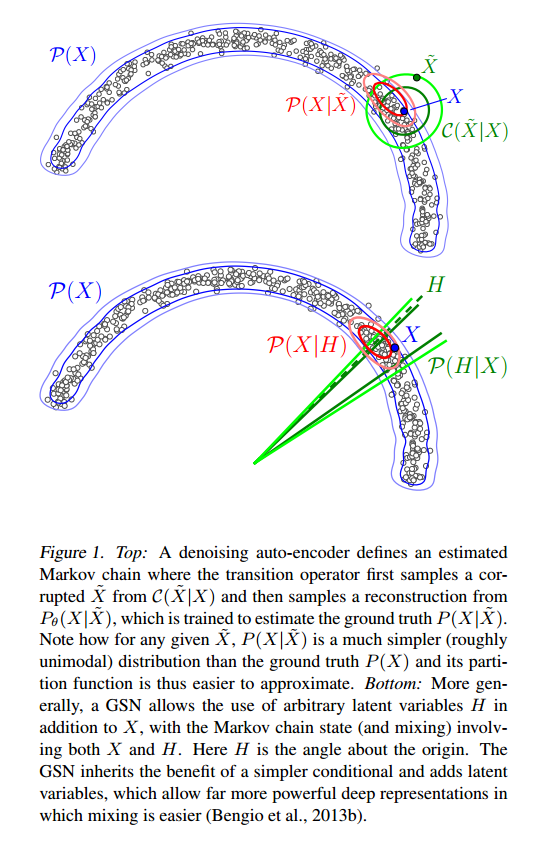 P(X)
X̃
P(X|X̃)
X
C(X̃|X)
H
P(X)
X
P(X|H)
P(H|X)
Figure 1. Top: A denoising auto-encoder defines an estimated
Markov chain where the transition operator first samples a cor-
rupted X̃ from C(X̃|X) and then samples a reconstruction from
Pθ(X|X̃), which is trained to estimate the ground truth P(X|X̃).
Note how for any given X̃, P(X|X̃) is a much simpler (roughly
unimodal) distribution than the ground truth P(X) and its parti-
tion function is thus easier to approximate. Bottom: More gen-
erally, a GSN allows the use of arbitrary latent variables H in
addition to X, with the Markov chain state (and mixing) involv-
ing both X and H. Here H is the angle about the origin. The
GSN inherits the benefit of a simpler conditional and adds latent
variables, which allow far more powerful deep representations in
which mixing is easier (Bengio et al., 2013b).